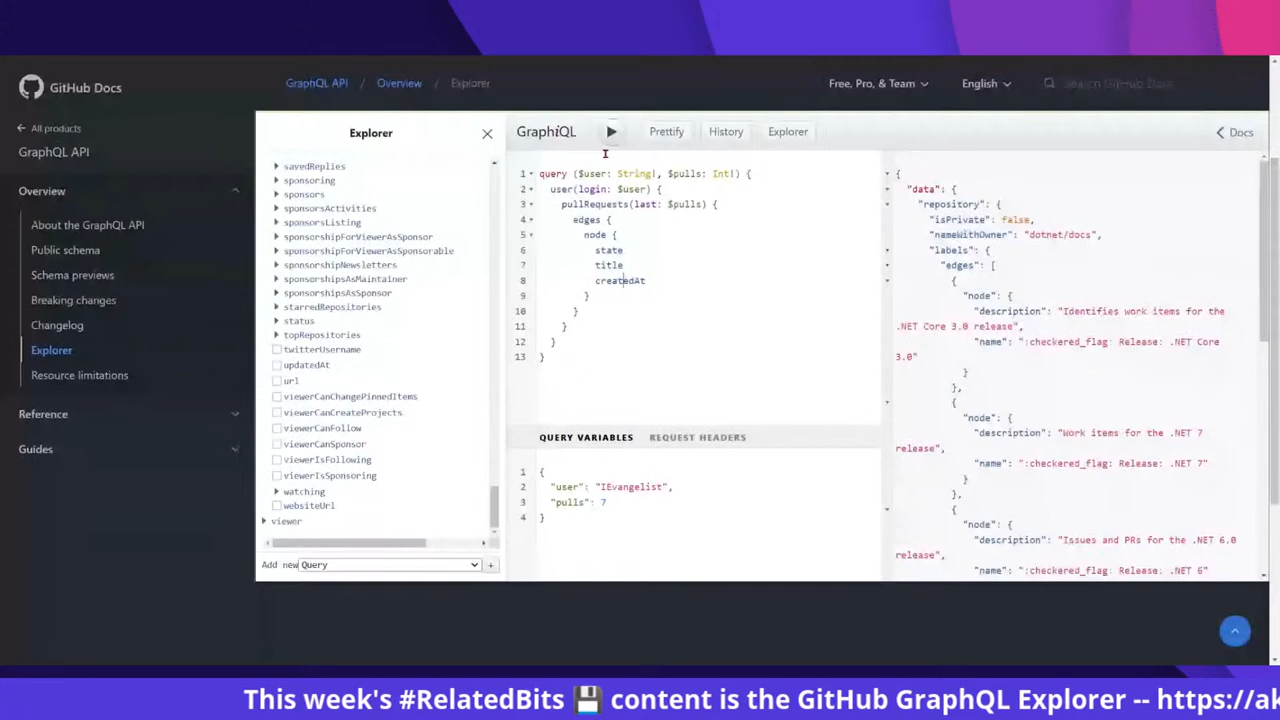 GitHub Docs
GraphQL API / Overview / Explorer
Free, Pro, & Team
English
Search GitHub Docs
All products
GraphQL API
Overview
About the GraphQL API
Public schema
Schema previews
Breaking changes
Changelog
Explorer
Resource limitations
Reference
Guides
Explorer
savedReplies
sponsoring
sponsors
sponsorsActivities
sponsorsListing
sponsorshipForViewerAsSponsor
sponsorshipForViewerAsSponsorable
sponsorshipNewsletters
sponsorshipsAsMaintainer
sponsorshipsAsSponsor
starredRepositories
status
topRepositories
twitterUsername
updatedAt
url
viewerCanChangePinnedItems
viewerCanCreateProjects
viewerCanFollow
viewerCanSponsor
viewerIsFollowing
viewerIsSponsoring
watching
websiteUrl
viewer
Add new Query +
GraphiQL
Prettify
History
Explorer
Docs
1 query ($user: String!, $pulls: Int!) {
2 user(login: $user) {
3 pullRequests(last: $pulls) {
4 edges {
5 node {
6 state
7 title
8 createdAt
9 }
10 }
11 }
12 }
13 }
QUERY VARIABLES REQUEST HEADERS
1 {
2 "user": "IEvangelist",
3 "pulls": 7
4 }
{
"data": {
"repository": {
"isPrivate": false,
"nameWithOwner": "dotnet/docs",
"labels": {
"edges": [
{
"node": {
"description": "Identifies work items for the
.NET Core 3.0 release",
"name": ":checkered_flag: Release: .NET Core
3.0"
}
},
{
"node": {
"description": "Work items for the .NET 7
release",
"name": ":checkered_flag: Release: .NET 7"
}
},
{
"node": {
"description": "Issues and PRs for the .NET 6.0
release",
"name": ":checkered_flag: Release: .NET 6"
This week's #RelatedBits 💾 content is the GitHub GraphQL Explorer -- https://ak